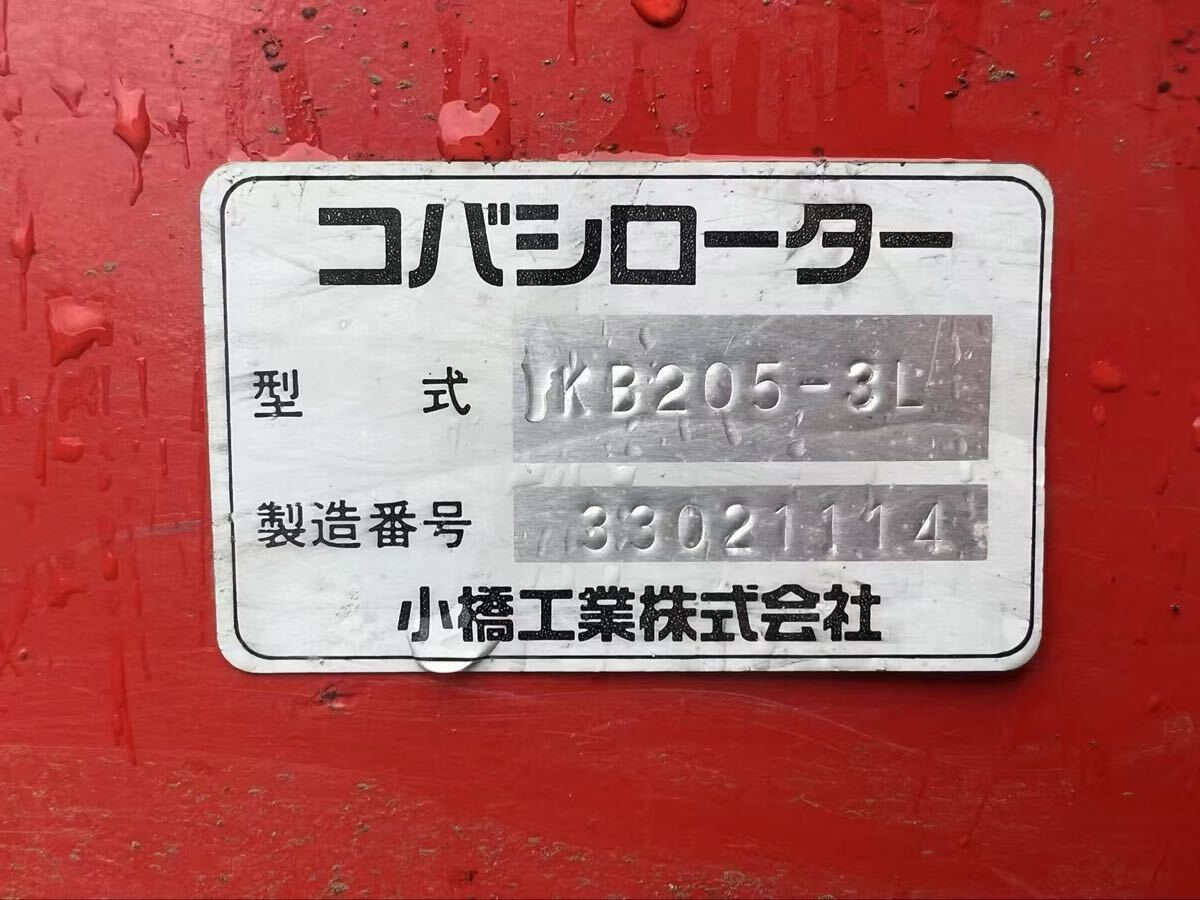 コバシローター
型式 KB205-3L
製造番号 33021114
小橋工業株式会社